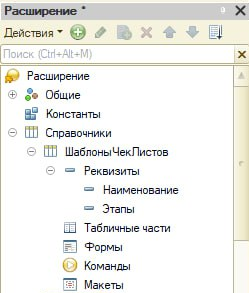 Расширение *
Действия
Поиск (Ctrl+Alt+M)
Расширение
Общие
Константы
Справочники
ШаблоныЧекЛистов
Реквизиты
Наименование
Этапы
Табличные части
Формы
Команды
Макеты